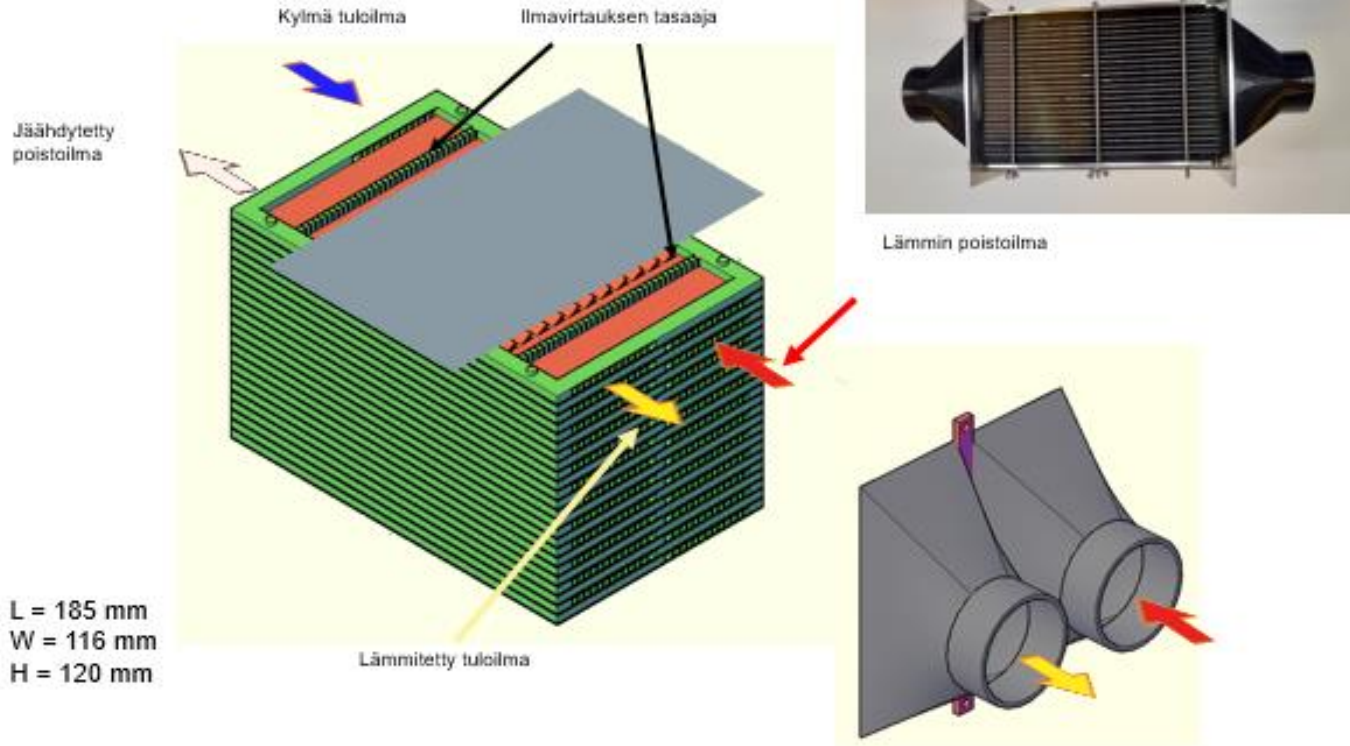 Kylmä tuloilma
Ilmavirtauksen tasaaja
Jäähdytetty
poistoilma
Lämmin poistoilma
L = 185 mm
W = 116 mm
H = 120 mm
Lämmitetty tuloilma